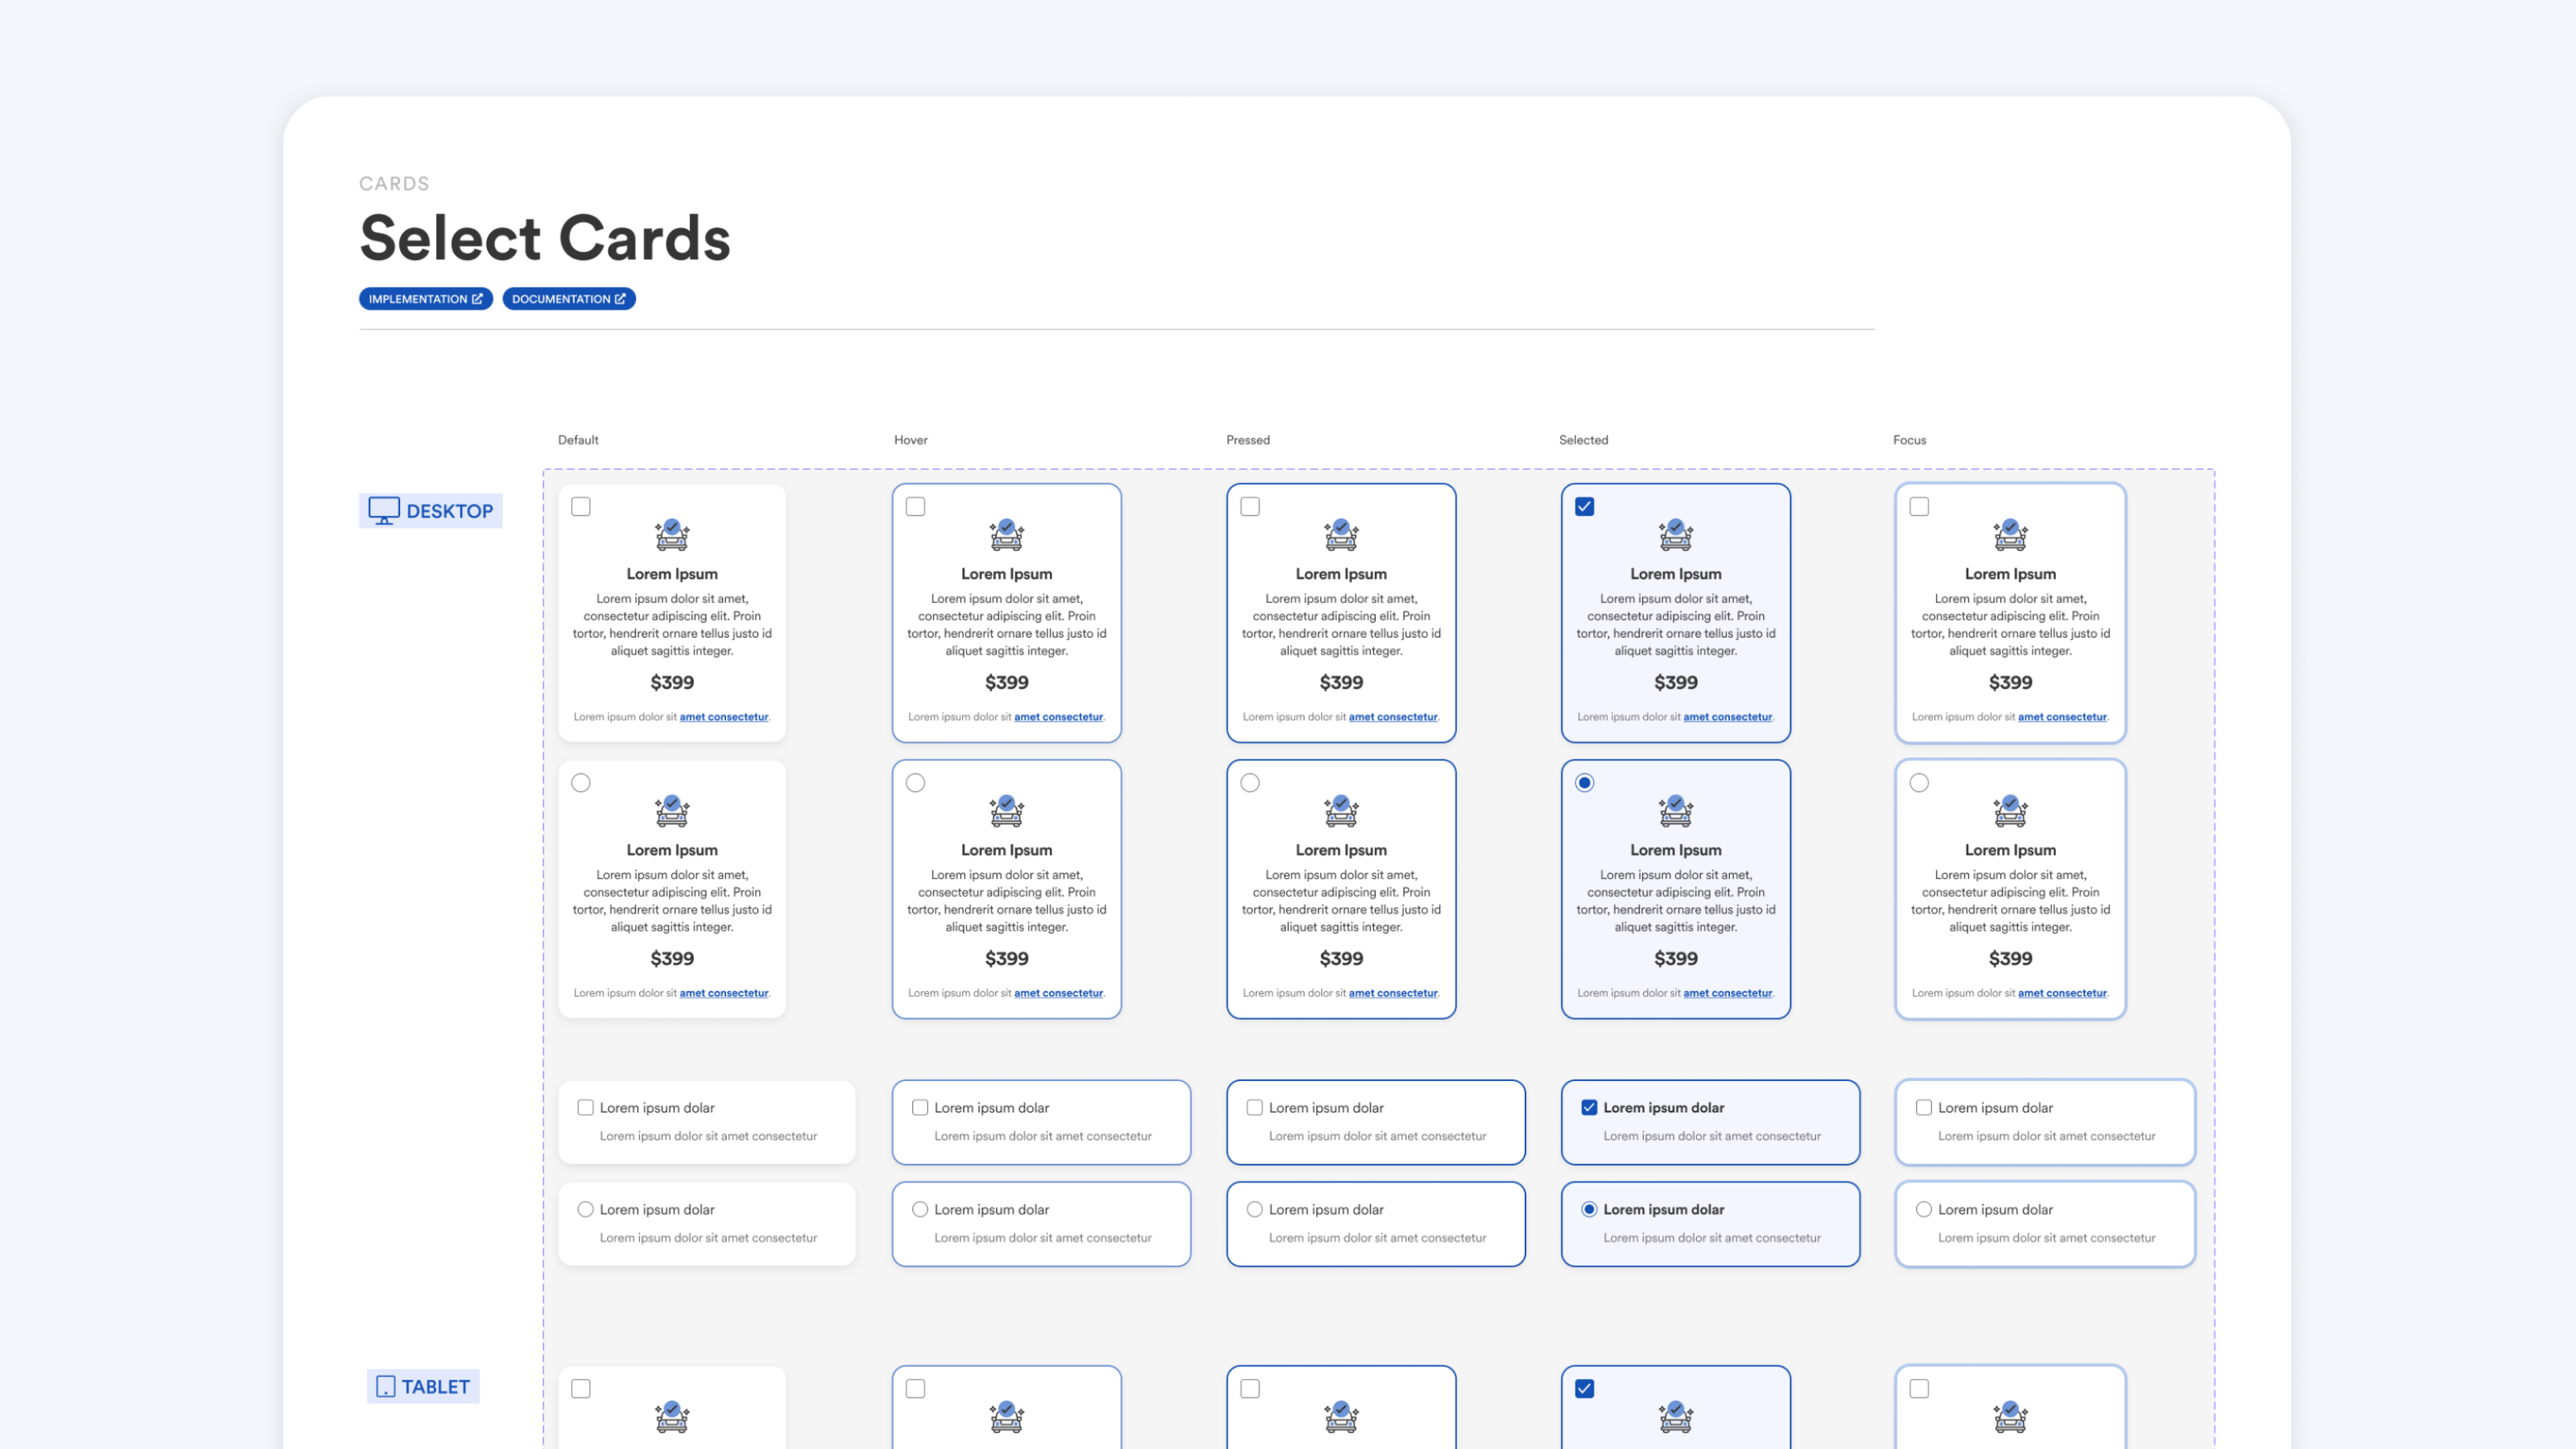 CARDS
Select Cards
IMPLEMENTATION
DOCUMENTATION
Default
Hover
Pressed
Selected
Focus
DESKTOP
Lorem Ipsum
Lorem ipsum dolor sit amet,
consectetur adipiscing elit. Proin
tortor, hendrerit ornare tellus justo id
aliquet sagittis integer.
$399
Lorem ipsum dolor sit amet consectetur.
Lorem Ipsum
Lorem ipsum dolor sit amet,
consectetur adipiscing elit. Proin
tortor, hendrerit ornare tellus justo id
aliquet sagittis integer.
$399
Lorem ipsum dolor sit amet consectetur.
Lorem Ipsum
Lorem ipsum dolor sit amet,
consectetur adipiscing elit. Proin
tortor, hendrerit ornare tellus justo id
aliquet sagittis integer.
$399
Lorem ipsum dolor sit amet consectetur.
Lorem Ipsum
Lorem ipsum dolor sit amet,
consectetur adipiscing elit. Proin
tortor, hendrerit ornare tellus justo id
aliquet sagittis integer.
$399
Lorem ipsum dolor sit amet consectetur.
Lorem Ipsum
Lorem ipsum dolor sit amet,
consectetur adipiscing elit. Proin
tortor, hendrerit ornare tellus justo id
aliquet sagittis integer.
$399
Lorem ipsum dolor sit amet consectetur.
Lorem Ipsum
Lorem ipsum dolor sit amet,
consectetur adipiscing elit. Proin
tortor, hendrerit ornare tellus justo id
aliquet sagittis integer.
$399
Lorem ipsum dolor sit amet consectetur.
Lorem Ipsum
Lorem ipsum dolor sit amet,
consectetur adipiscing elit. Proin
tortor, hendrerit ornare tellus justo id
aliquet sagittis integer.
$399
Lorem ipsum dolor sit amet consectetur.
Lorem Ipsum
Lorem ipsum dolor sit amet,
consectetur adipiscing elit. Proin
tortor, hendrerit ornare tellus justo id
aliquet sagittis integer.
$399
Lorem ipsum dolor sit amet consectetur.
Lorem Ipsum
Lorem ipsum dolor sit amet,
consectetur adipiscing elit. Proin
tortor, hendrerit ornare tellus justo id
aliquet sagittis integer.
$399
Lorem ipsum dolor sit amet consectetur.
Lorem Ipsum
Lorem ipsum dolor sit amet,
consectetur adipiscing elit. Proin
tortor, hendrerit ornare tellus justo id
aliquet sagittis integer.
$399
Lorem ipsum dolor sit amet consectetur.
Lorem ipsum dolar
Lorem ipsum dolor sit amet consectetur
Lorem ipsum dolar
Lorem ipsum dolor sit amet consectetur
Lorem ipsum dolar
Lorem ipsum dolor sit amet consectetur
Lorem ipsum dolar
Lorem ipsum dolor sit amet consectetur
Lorem ipsum dolar
Lorem ipsum dolor sit amet consectetur
Lorem ipsum dolar
Lorem ipsum dolor sit amet consectetur
Lorem ipsum dolar
Lorem ipsum dolor sit amet consectetur
Lorem ipsum dolar
Lorem ipsum dolor sit amet consectetur
Lorem ipsum dolar
Lorem ipsum dolor sit amet consectetur
Lorem ipsum dolar
Lorem ipsum dolor sit amet consectetur
TABLET